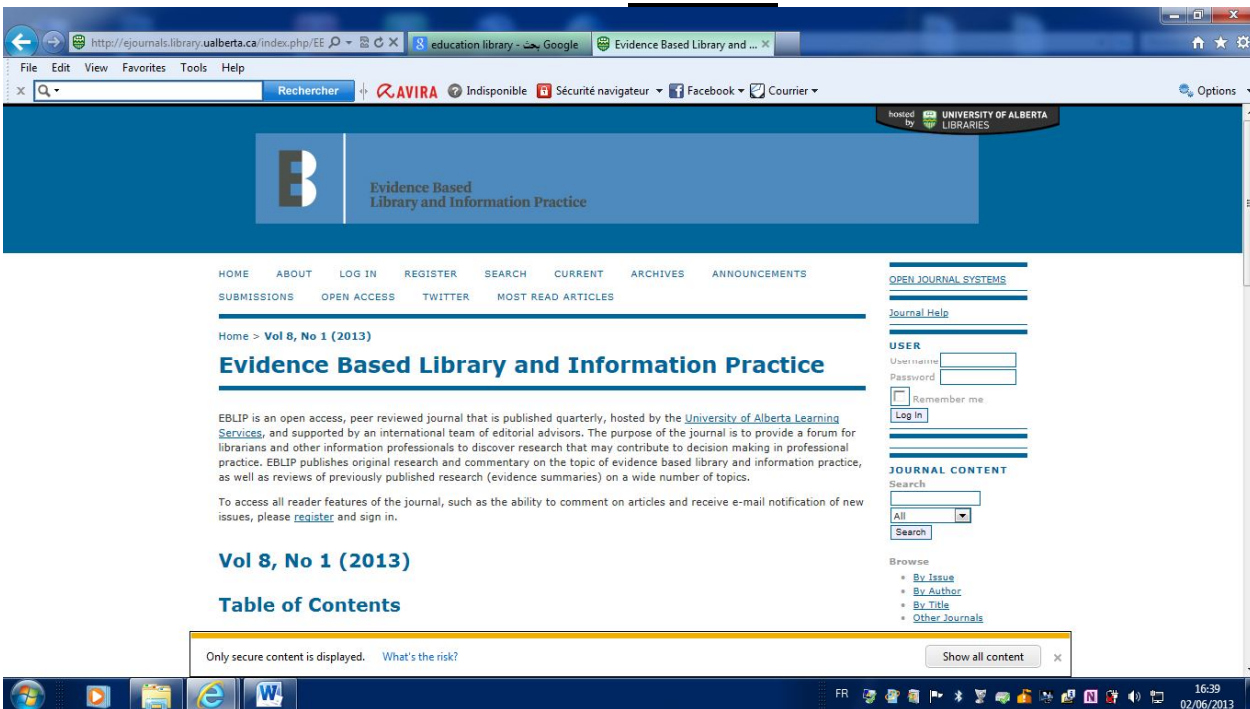 http://ejournals.library.ualberta.ca/index.php/EE
education library - بحث Google
Evidence Based Library and ...
File Edit View Favorites Tools Help
Rechercher AVIRA Indisponible Sécurité navigateur Facebook Courrier Options
hosted by UNIVERSITY OF ALBERTA LIBRARIES
Evidence Based
Library and Information Practice
HOME ABOUT LOG IN REGISTER SEARCH CURRENT ARCHIVES ANNOUNCEMENTS
SUBMISSIONS OPEN ACCESS TWITTER MOST READ ARTICLES
Home > Vol 8, No 1 (2013)
Evidence Based Library and Information Practice
EBLIP is an open access, peer reviewed journal that is published quarterly, hosted by the University of Alberta Learning
Services, and supported by an international team of editorial advisors. The purpose of the journal is to provide a forum for
librarians and other information professionals to discover research that may contribute to decision making in professional
practice. EBLIP publishes original research and commentary on the topic of evidence based library and information practice,
as well as reviews of previously published research (evidence summaries) on a wide number of topics.
To access all reader features of the journal, such as the ability to comment on articles and receive e-mail notification of new
issues, please register and sign in.
Vol 8, No 1 (2013)
Table of Contents
OPEN JOURNAL SYSTEMS
Journal Help
USER
Username
Password
Remember me
Log In
JOURNAL CONTENT
Search
All
Search
Browse
By Issue
By Author
By Title
Other Journals
Only secure content is displayed. What's the risk? Show all content
FR
16:39
02/06/2013